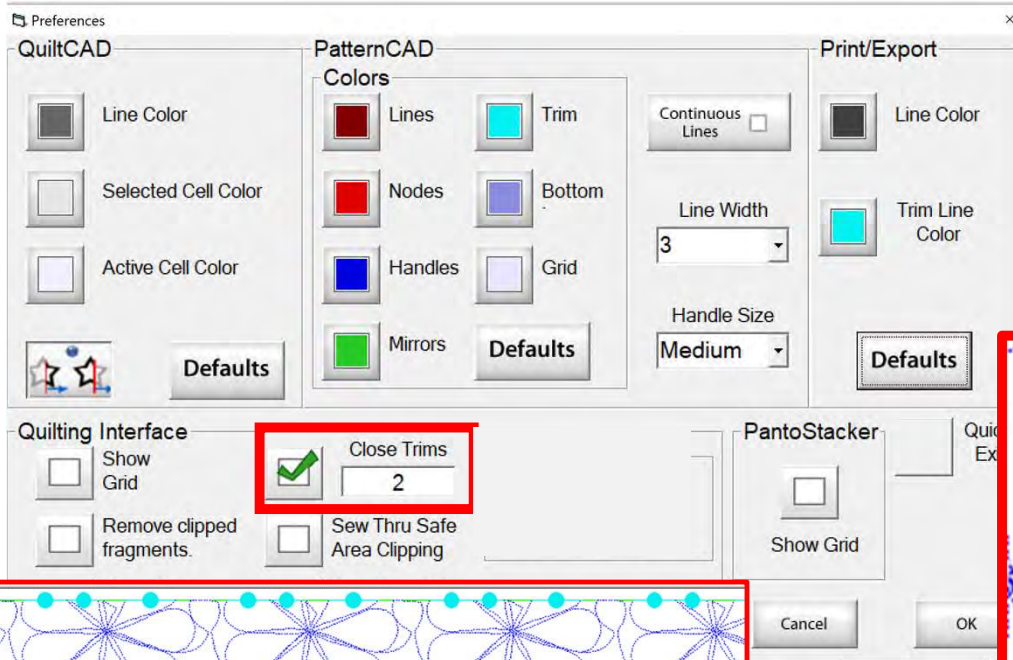 Preferences
QuiltCAD
PatternCAD
Print/Export
Colors
Line Color
Lines
Trim
Continuous
Lines
Line Color
Selected Cell Color
Nodes
Bottom
Line Width
3
Trim Line
Color
Active Cell Color
Handles
Grid
Handle Size
Medium
Mirrors
Defaults
Defaults
Defaults
Quilting Interface
Show
Grid
Close Trims
2
Remove clipped
fragments.
Sew Thru Safe
Area Clipping
PantoStacker
Show Grid
Cancel
OK